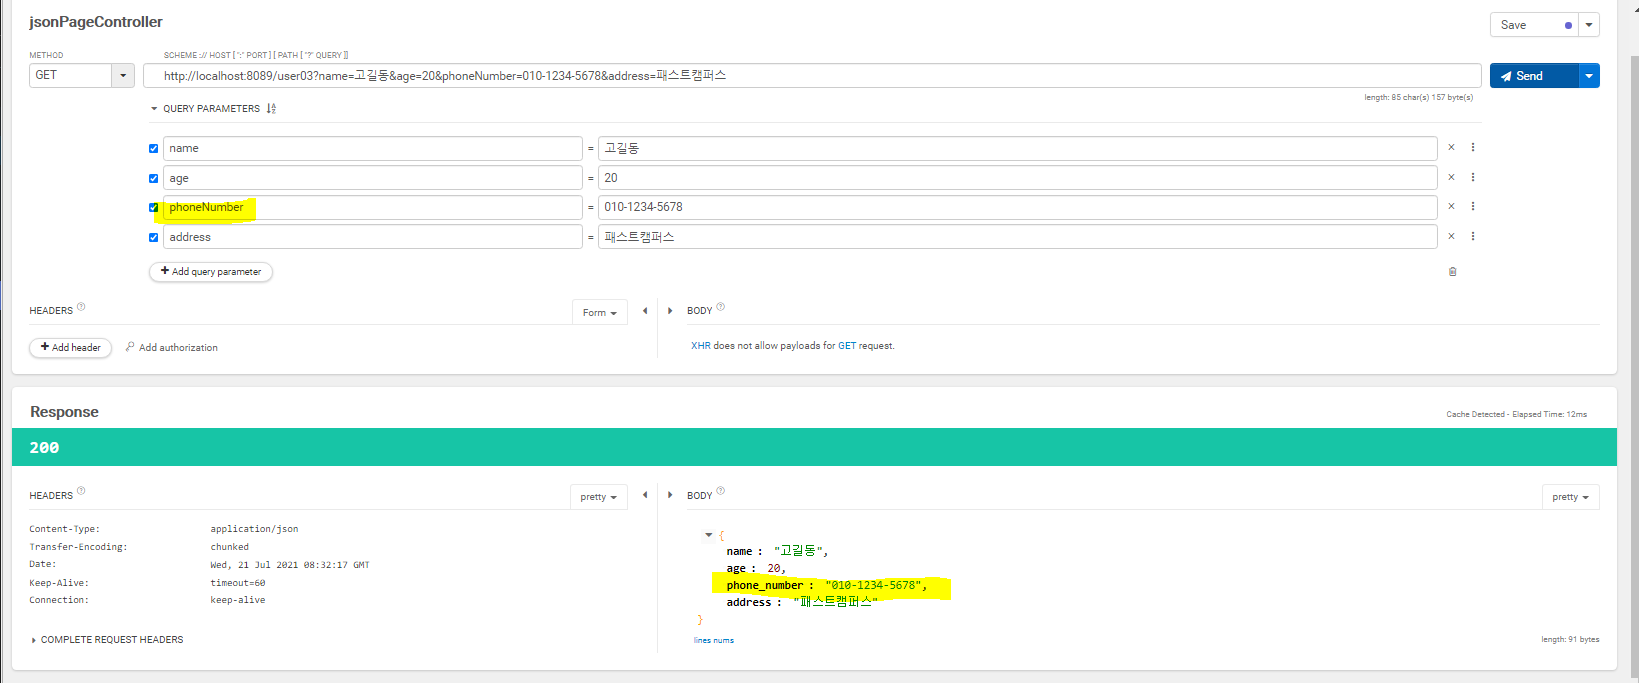 jsonPageController
Save
METHOD
SCHEME :// HOST [ ":" PORT ] [ PATH [ "?" QUERY ]]
GET
http://localhost:8089/user03?name=고길동&age=20&phoneNumber=010-1234-5678&address=패스트캠퍼스
Send
length: 85 char(s) 157 byte(s)
QUERY PARAMETERS
name = 고길동
age = 20
phoneNumber = 010-1234-5678
address = 패스트캠퍼스
+ Add query parameter
HEADERS ?
Form
BODY ?
+ Add header
Add authorization
XHR does not allow payloads for GET request.
Response
Cache Detected - Elapsed Time: 12ms
200
HEADERS ?
pretty
BODY ?
pretty
Content-Type: application/json
Transfer-Encoding: chunked
Date: Wed, 21 Jul 2021 08:32:17 GMT
Keep-Alive: timeout=60
Connection: keep-alive
{
name : "고길동",
age : 20,
phone_number : "010-1234-5678",
address : "패스트캠퍼스"
}
COMPLETE REQUEST HEADERS
lines nums
length: 91 bytes